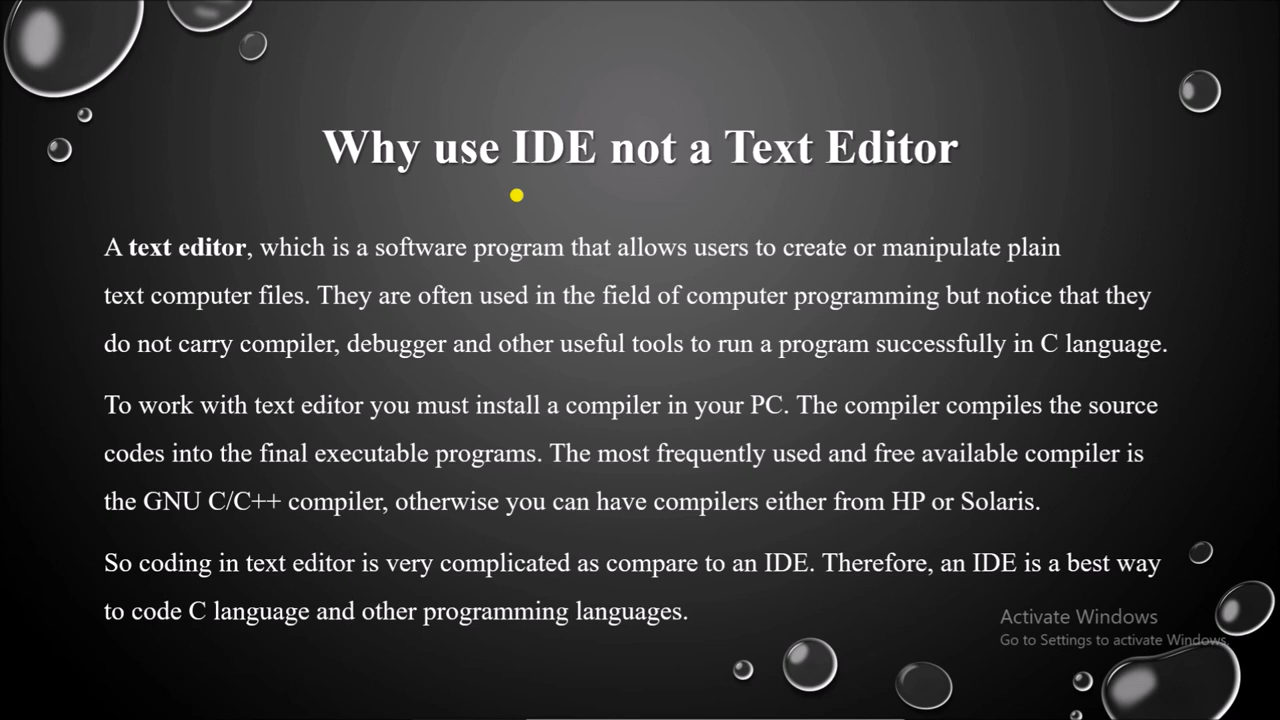 Why use IDE not a Text Editor
A text editor, which is a software program that allows users to create or manipulate plain
text computer files. They are often used in the field of computer programming but notice that they
do not carry compiler, debugger and other useful tools to run a program successfully in C language.
To work with text editor you must install a compiler in your PC. The compiler compiles the source
codes into the final executable programs. The most frequently used and free available compiler is
the GNU C/C++ compiler, otherwise you can have compilers either from HP or Solaris.
So coding in text editor is very complicated as compare to an IDE. Therefore, an IDE is a best way
to code C language and other programming languages.
Activate Windows
Go to Settings to activate Windows.